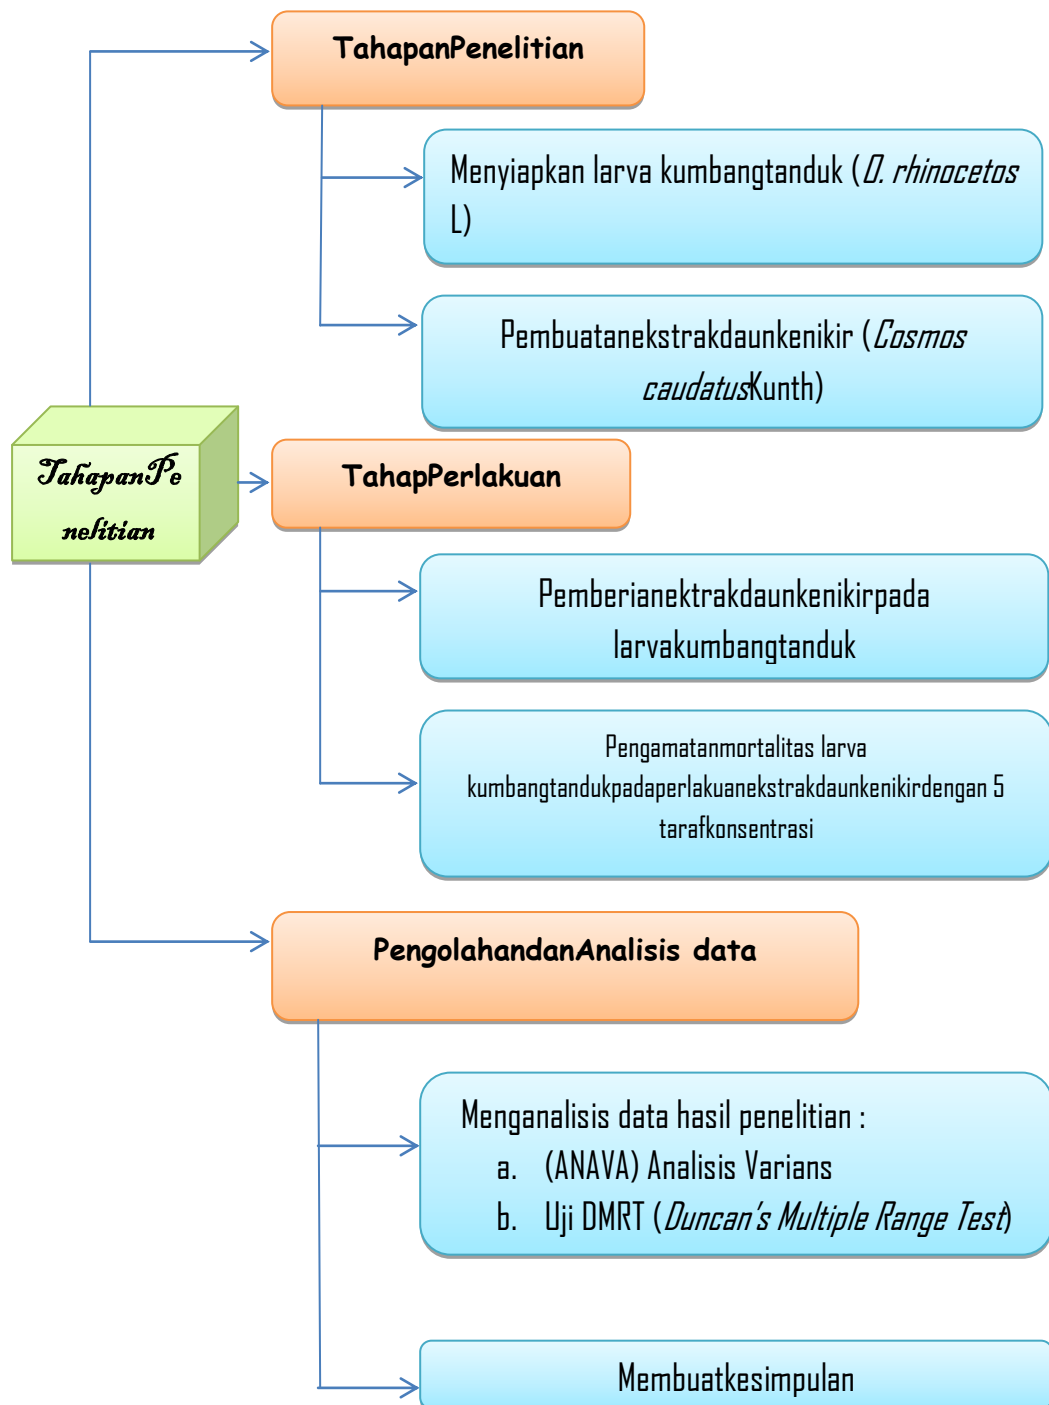 TahapanPenelitian
Menyiapkan larva kumbangtanduk (O. rhinocetos
L)
Pembuatanekstrakdaunkenikir (Cosmos
caudatusKunth)
TahapanPe
nelitian
TahapPerlakuan
Pemberianektrakdaunkenikirpada
larvakumbangtanduk
Pengamatanmortalitas larva
kumbangtandukpadaperlakuanekstrakdaunkenikirdengan 5
tarafkonsentrasi
PengolahandanAnalisis data
Menganalisis data hasil penelitian :
a. (ANAVA) Analisis Varians
b. Uji DMRT (Duncan's Multiple Range Test)
Membuatkesimpulan